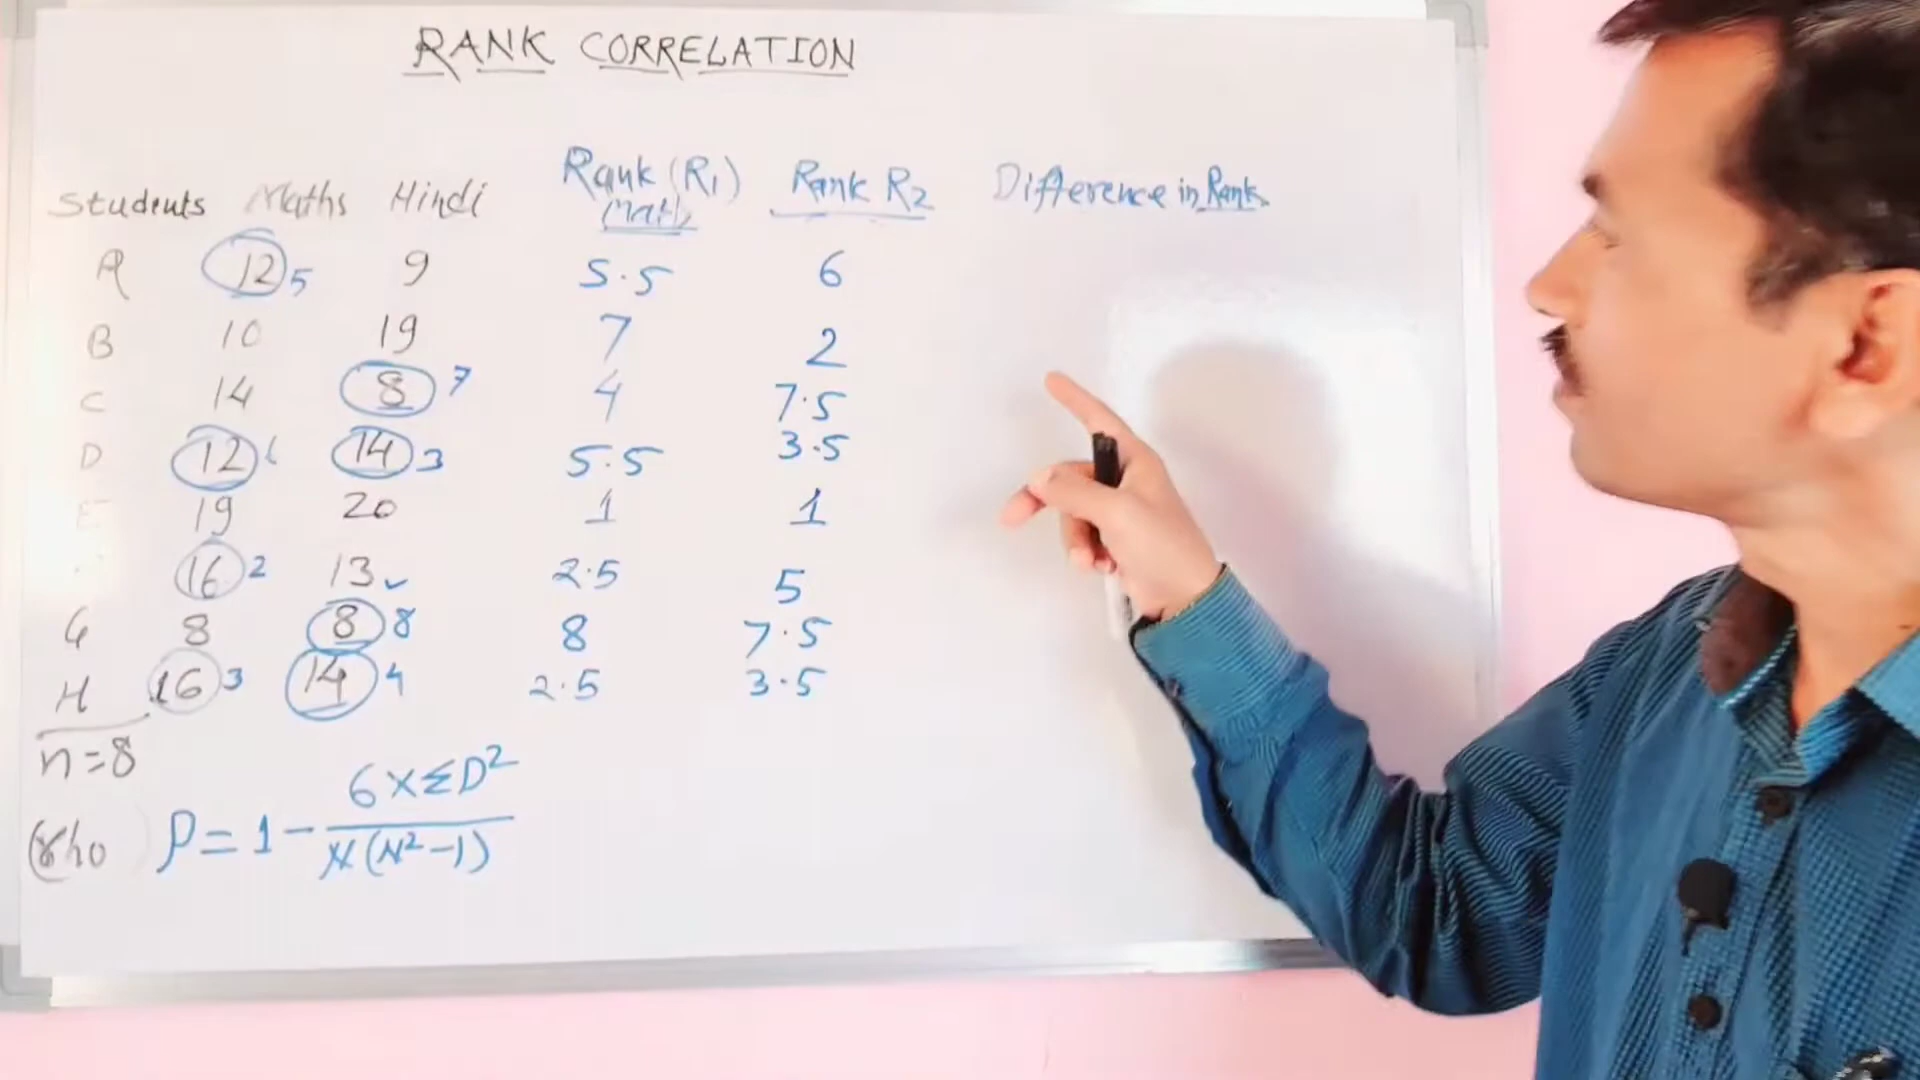 RANK CORRELATION
Students Maths Hindi Rank (R1) Math Rank R2 Difference in Rank
A 12 5 9 5.5 6
B 10 19 7 2
C 14 8 7 4 7.5
D 12 14 3 5.5 3.5
E 19 20 1 1
16 2 13 ✓ 2.5 5
G 8 8 8 8 7.5
H 16 3 14 4 2.5 3.5
n=8
(rho) ρ = 1 - 6×ΣD² / N(N²-1)